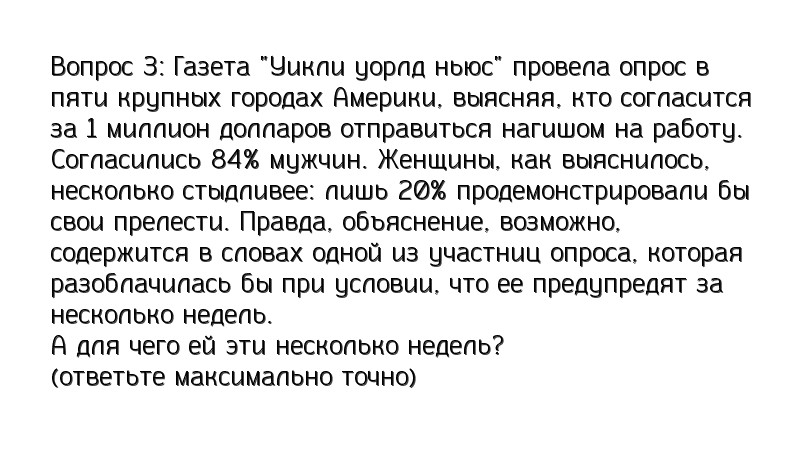 Вопрос 3: Газета "Уикли уорлд ньюс" провела опрос в
пяти крупных городах Америки, выясняя, кто согласится
за 1 миллион долларов отправиться нагишом на работу.
Согласились 84% мужчин. Женщины, как выяснилось,
несколько стыдливее: лишь 20% продемонстрировали бы
свои прелести. Правда, объяснение, возможно,
содержится в словах одной из участниц опроса, которая
разоблачилась бы при условии, что ее предупредят за
несколько недель.
А для чего ей эти несколько недель?
(ответьте максимально точно)